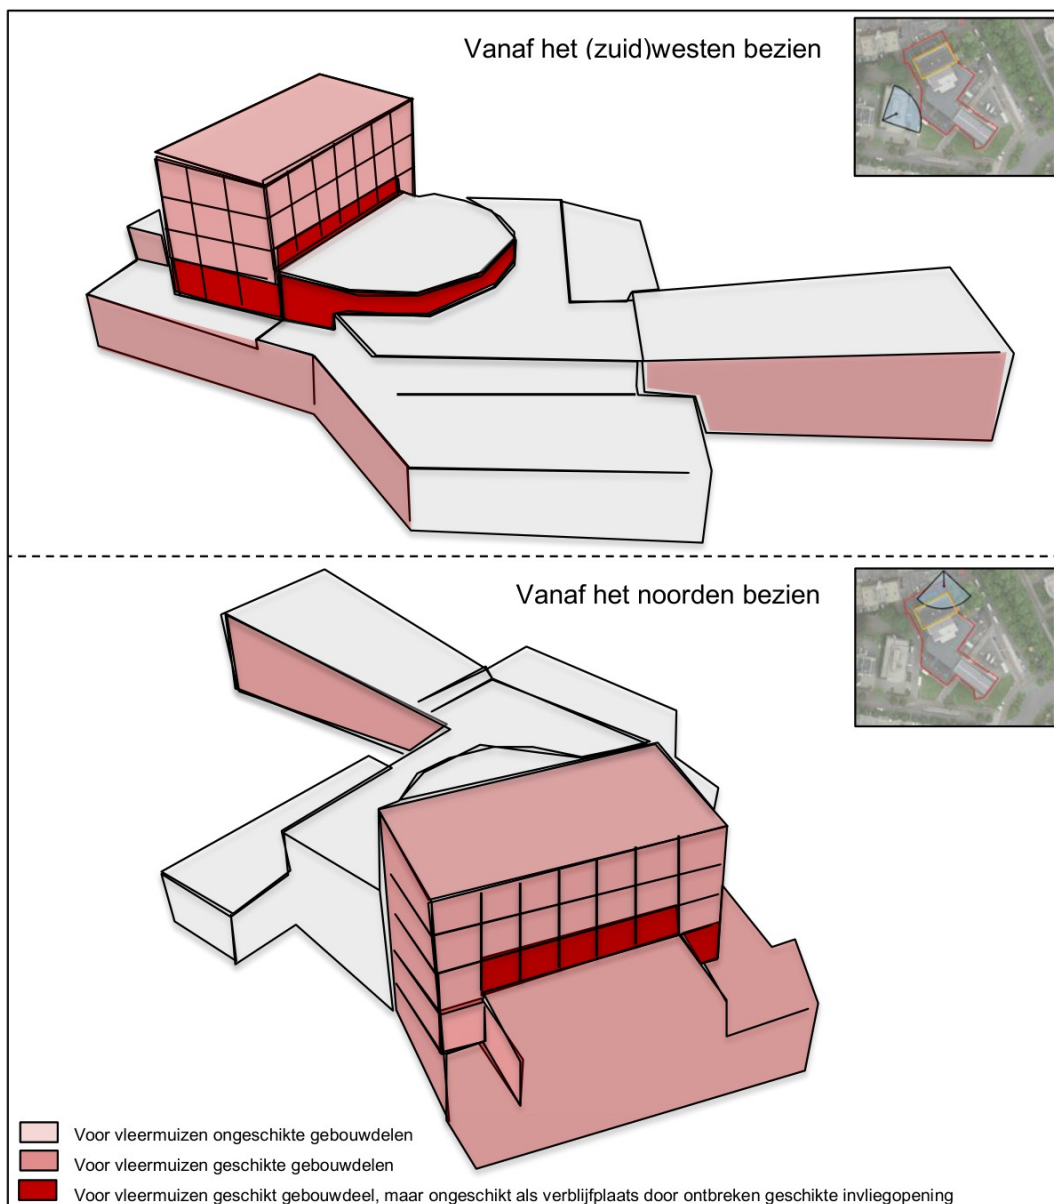 Vanaf het (zuid)westen bezien
Vanaf het noorden bezien
Voor vleermuizen ongeschikte gebouwdelen
Voor vleermuizen geschikte gebouwdelen
Voor vleermuizen geschikt gebouwdeel, maar ongeschikt als verblijfplaats door ontbreken geschikte invliegopening